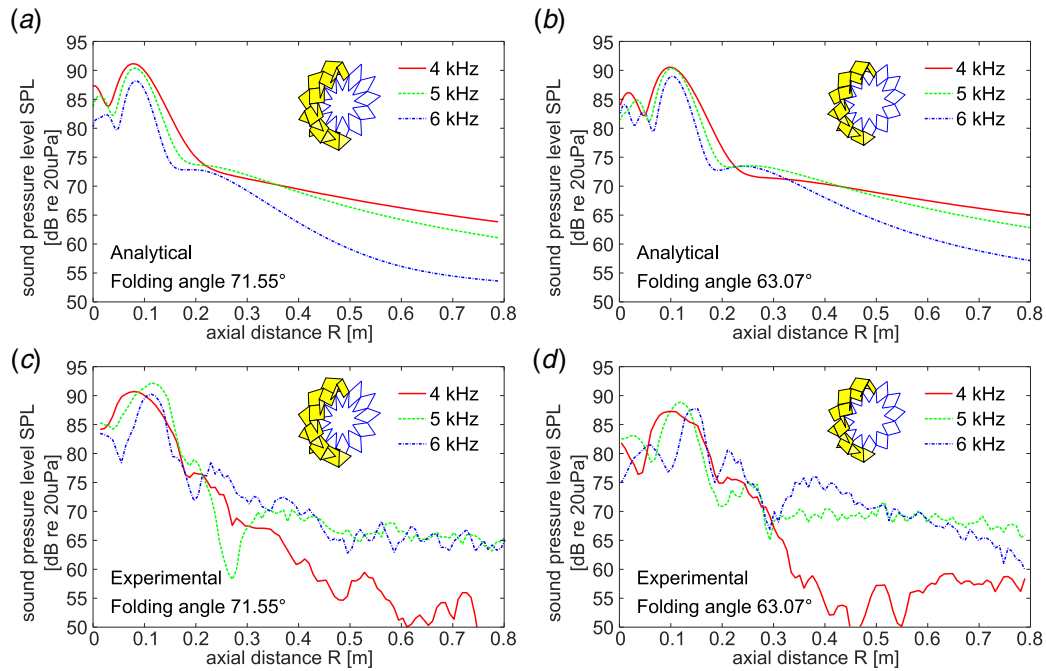 (a)
sound pressure level SPL
[dB re 20uPa]
95
90
85
80
75
70
65
60
55
50
4 kHz
5 kHz
6 kHz
Analytical
Folding angle 71.55°
0 0.1 0.2 0.3 0.4 0.5 0.6 0.7 0.8
axial distance R [m]
(b)
sound pressure level SPL
[dB re 20uPa]
95
90
85
80
75
70
65
60
55
50
4 kHz
5 kHz
6 kHz
Analytical
Folding angle 63.07°
0 0.1 0.2 0.3 0.4 0.5 0.6 0.7 0.8
axial distance R [m]
(c)
sound pressure level SPL
[dB re 20uPa]
95
90
85
80
75
70
65
60
55
50
4 kHz
5 kHz
6 kHz
Experimental
Folding angle 71.55°
0 0.1 0.2 0.3 0.4 0.5 0.6 0.7 0.8
axial distance R [m]
(d)
sound pressure level SPL
[dB re 20uPa]
95
90
85
80
75
70
65
60
55
50
4 kHz
5 kHz
6 kHz
Experimental
Folding angle 63.07°
0 0.1 0.2 0.3 0.4 0.5 0.6 0.7 0.8
axial distance R [m]